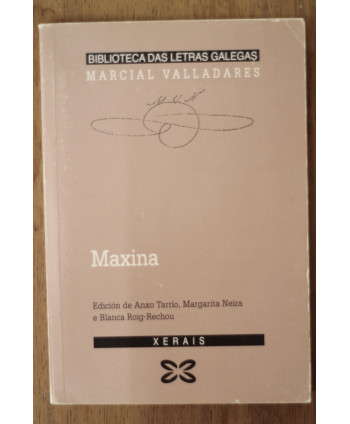 BIBLIOTECA DAS LETRAS GALEGAS
MARCIAL VALLADARES
Maxina
Edición de Anxo Tarrío, Margarita Neira
e Blanca Roig-Rechou
XERAIS